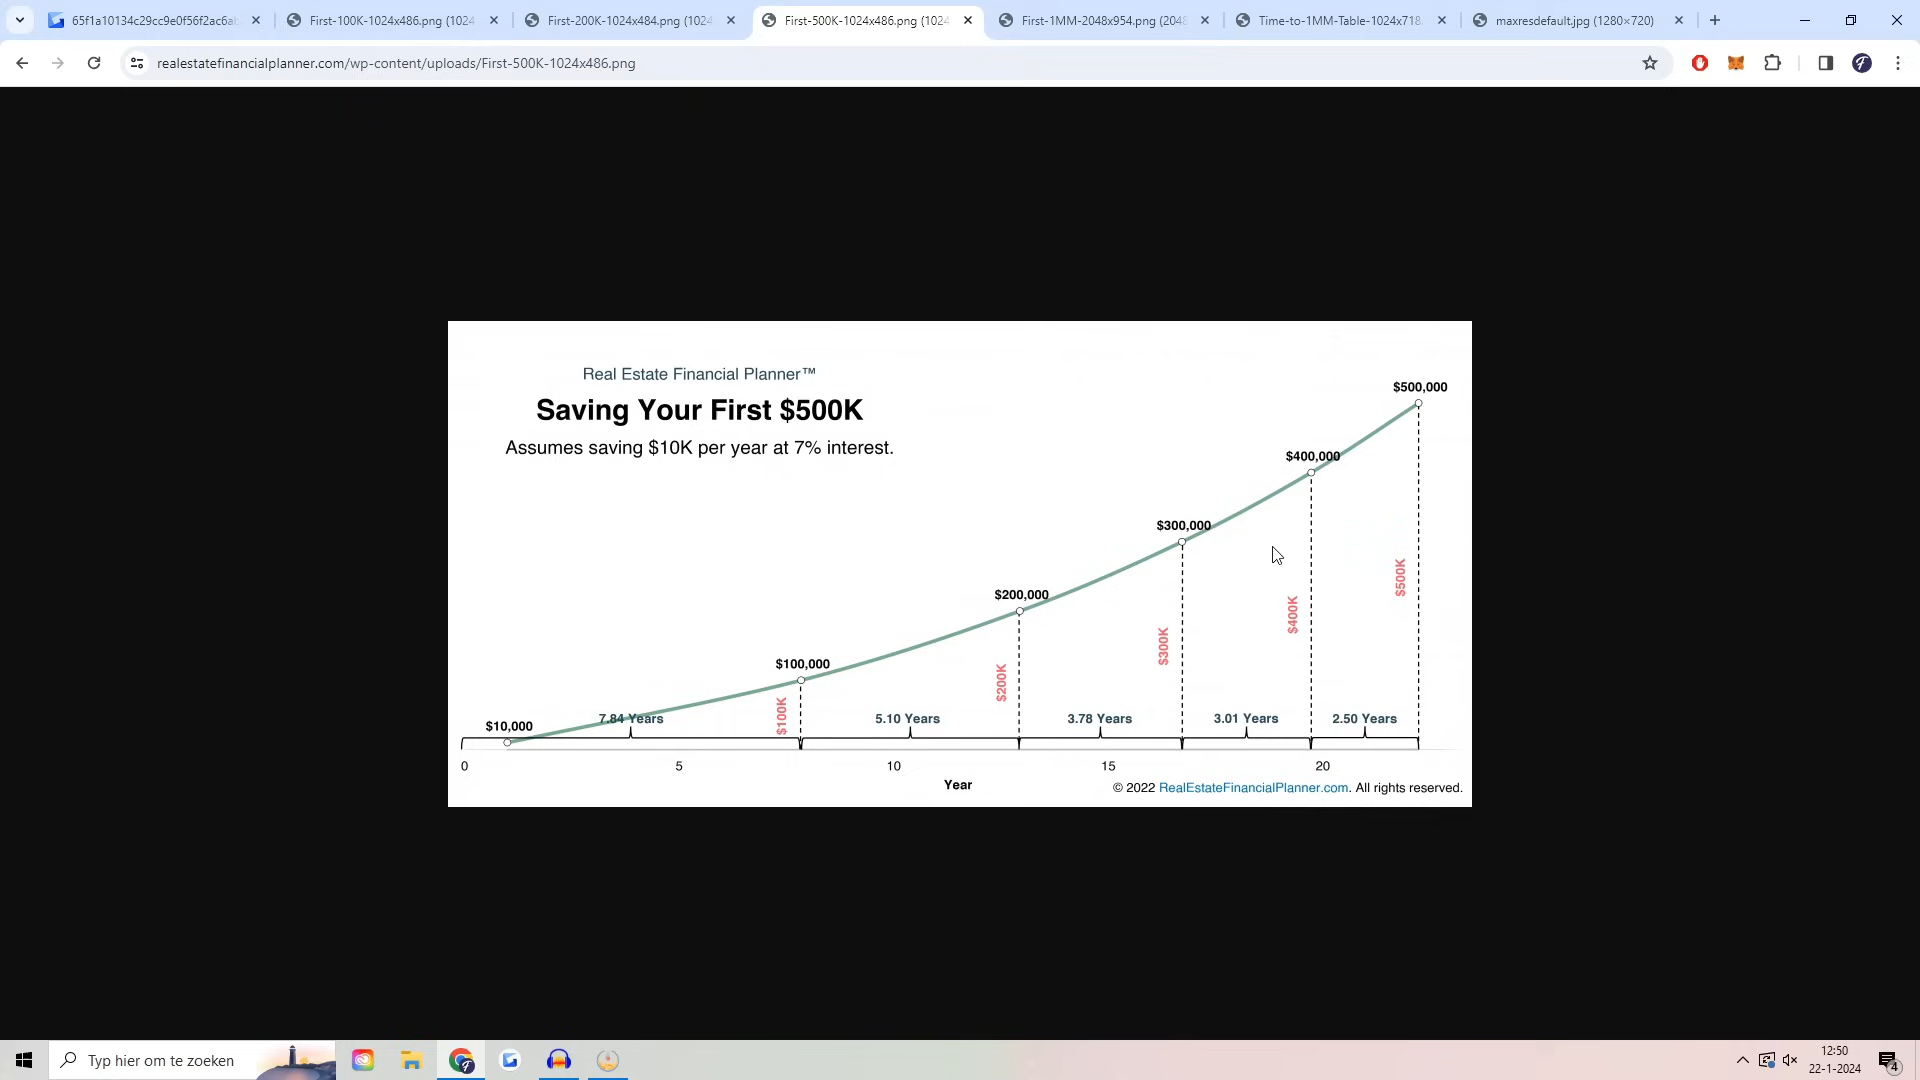 65f1a10134c29cc9e0f56f2ac6ab
First-100K-1024x486.png (1024
First-200K-1024x484.png (1024
First-500K-1024x486.png (1024
First-1MM-2048x954.png (2048
Time-to-1MM-Table-1024x718.
maxresdefault.jpg (1280×720)
realestatefinancialplanner.com/wp-content/uploads/First-500K-1024x486.png
Real Estate Financial Planner™
Saving Your First $500K
Assumes saving $10K per year at 7% interest.
$500,000
$400,000
$300,000
$200,000
$100,000
$10,000
$100K
$200K
$300K
$400K
$500K
7.84 Years
5.10 Years
3.78 Years
3.01 Years
2.50 Years
0 5 10 15 20
Year
© 2022 RealEstateFinancialPlanner.com. All rights reserved.
Typ hier om te zoeken
12:50
22-1-2024
4